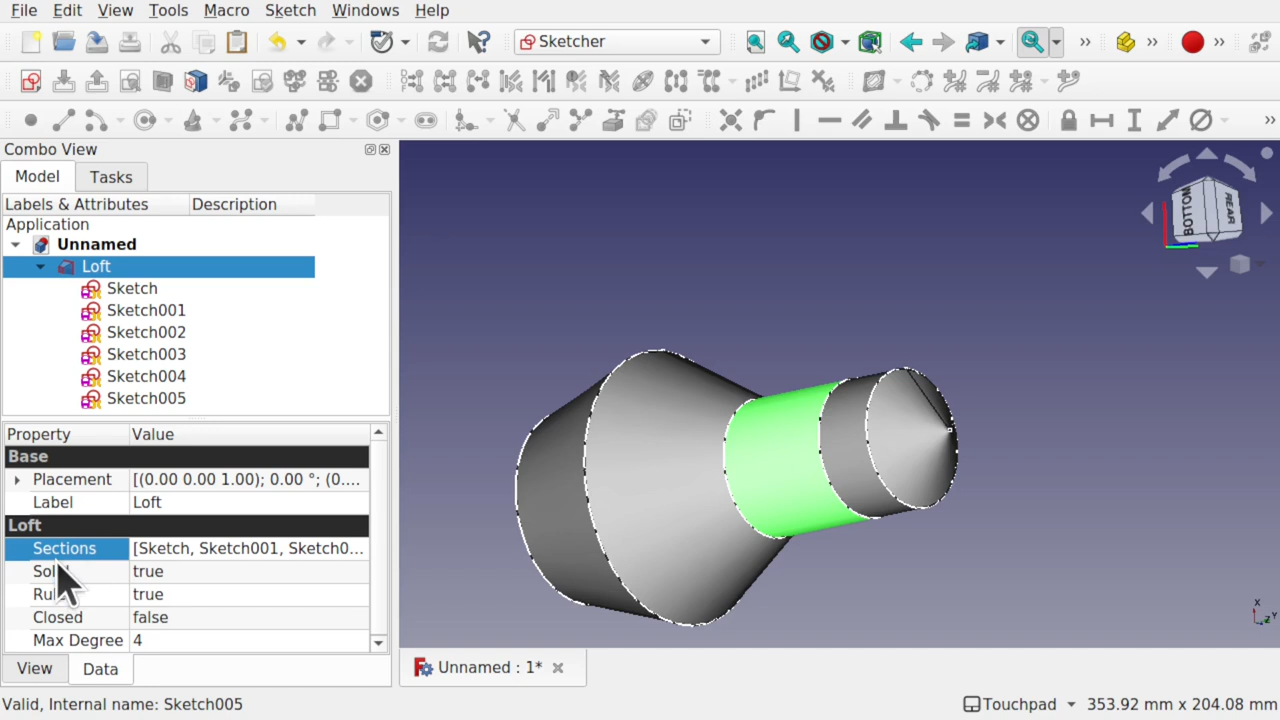 File Edit View Tools Macro Sketch Windows Help
Sketcher
Combo View
Model Tasks
Labels & Attributes Description
Application
Unnamed
Loft
Sketch
Sketch001
Sketch002
Sketch003
Sketch004
Sketch005
Property Value
Base
Placement [(0.00 0.00 1.00); 0.00 °; (0....
Label Loft
Loft
Sections [Sketch, Sketch001, Sketch0...
true
true
Closed false
Max Degree 4
View Data
BOTTOM REAR
X
Z Y
Unnamed : 1*
Valid, Internal name: Sketch005
Touchpad 353.92 mm x 204.08 mm